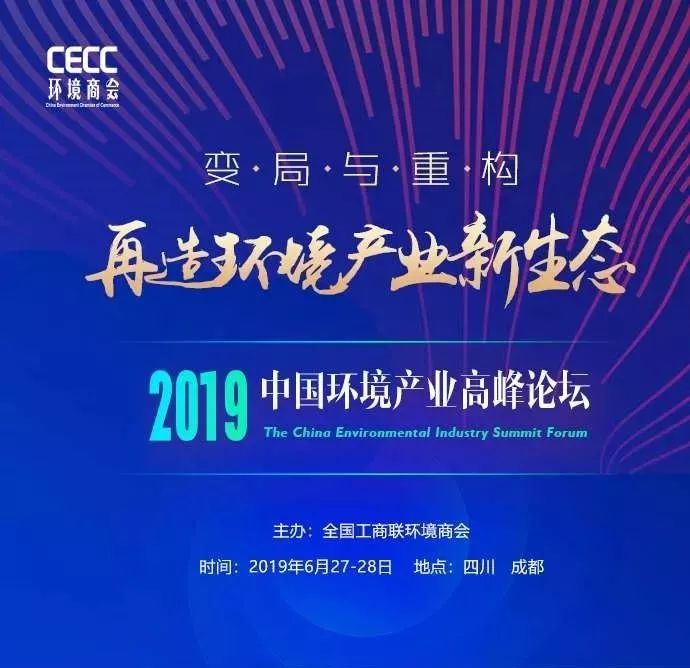 CECC
环境商会
China Environment Chamber of Commerce
变·局·与·重·构
再造环境产业新生态
2019 中国环境产业高峰论坛
The China Environmental Industry Summit Forum
主办：全国工商联环境商会
时间：2019年6月27-28日 地点：四川 成都